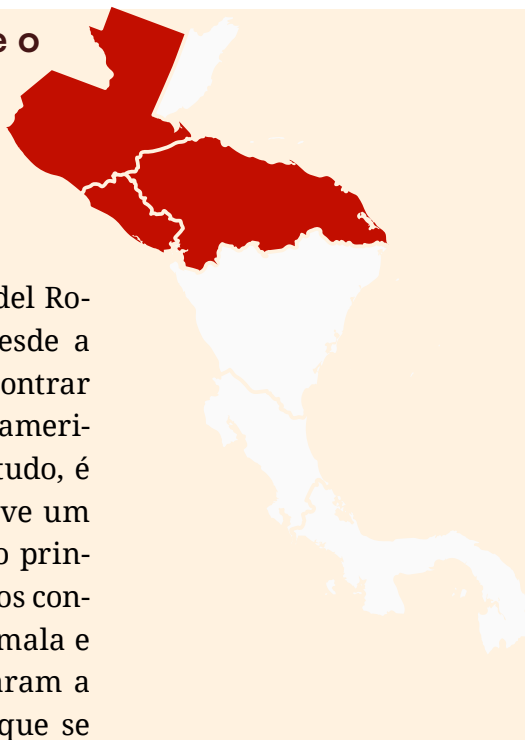 e o
del Ro-
esde a
ontrar
ameri-
tudo, é
ve um
o prin-
os con-
mala e
aram a
que se